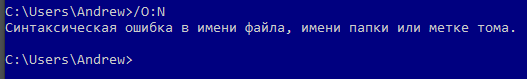 C:\Users\Andrew>/O:N
Синтаксическая ошибка в имени файла, имени папки или метке тома.
C:\Users\Andrew>